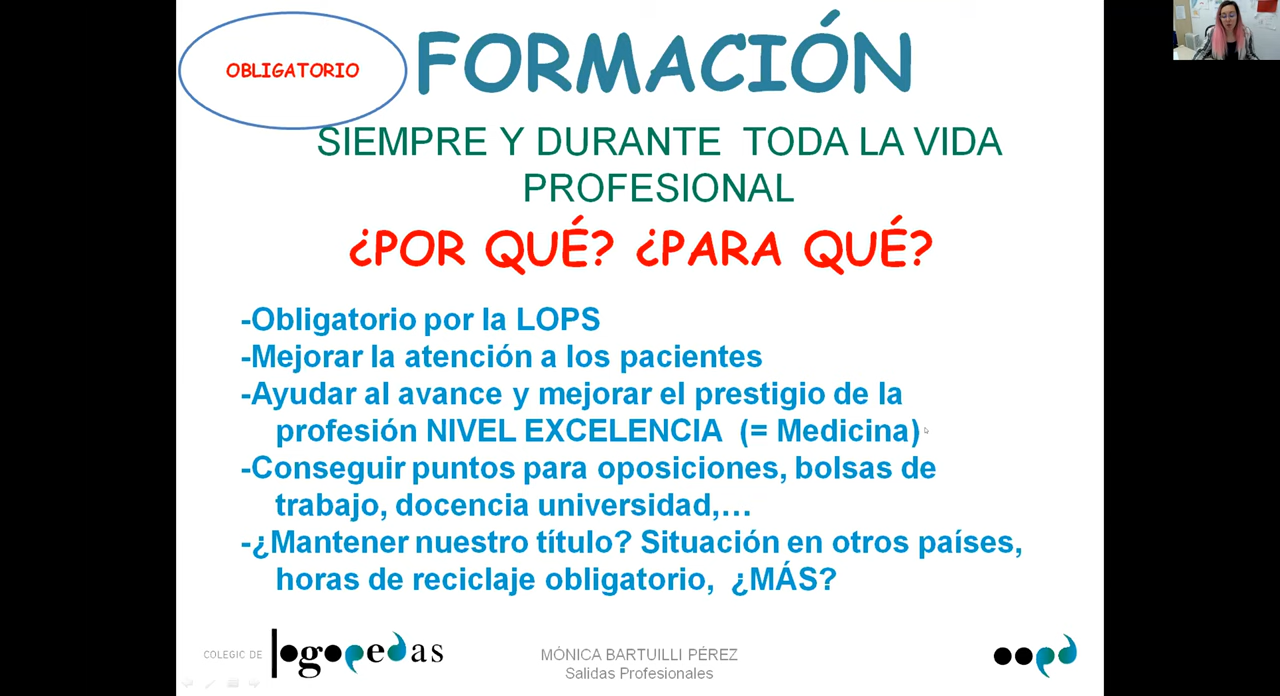 OBLIGATORIO
FORMACIÓN
SIEMPRE Y DURANTE TODA LA VIDA
PROFESIONAL
¿POR QUÉ? ¿PARA QUÉ?
-Obligatorio por la LOPS
-Mejorar la atención a los pacientes
-Ayudar al avance y mejorar el prestigio de la
profesión NIVEL EXCELENCIA (= Medicina)
-Conseguir puntos para oposiciones, bolsas de
trabajo, docencia universidad,...
-¿Mantener nuestro título? Situación en otros países,
horas de reciclaje obligatorio, ¿MÁS?
COLEGIC DE logopedas
MÓNICA BARTUILLI PÉREZ
Salidas Profesionales